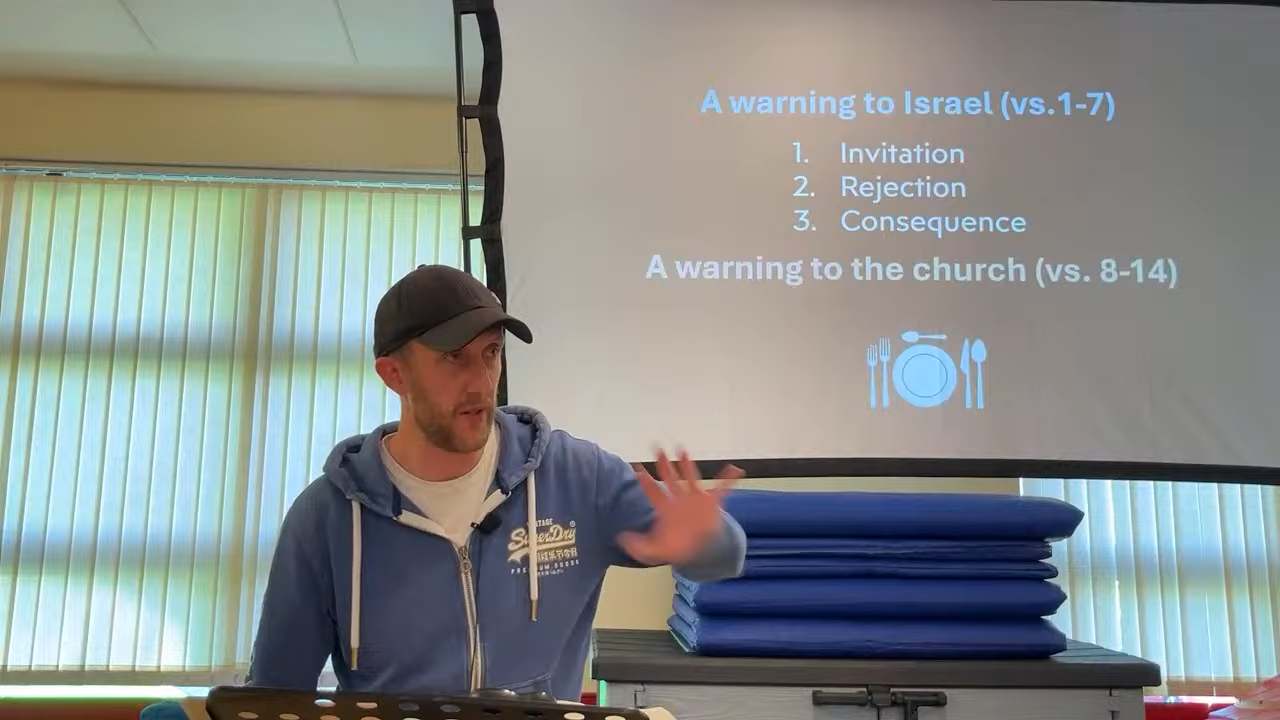 A warning to Israel (vs.1-7)
1. Invitation
2. Rejection
3. Consequence
A warning to the church (vs. 8-14)
SuperDry®